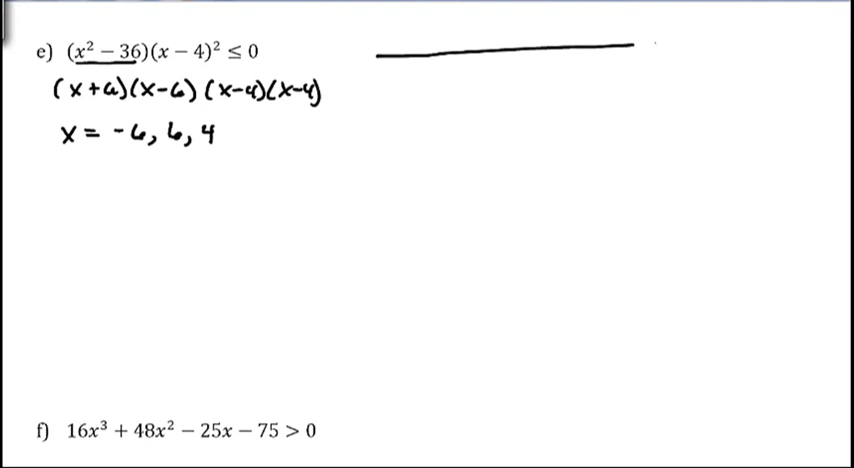 e) (x² − 36)(x − 4)² ≤ 0
(x+6)(x-6)(x-4)(x-4)
x = -6, 6, 4
f) 16x³ + 48x² − 25x − 75 > 0